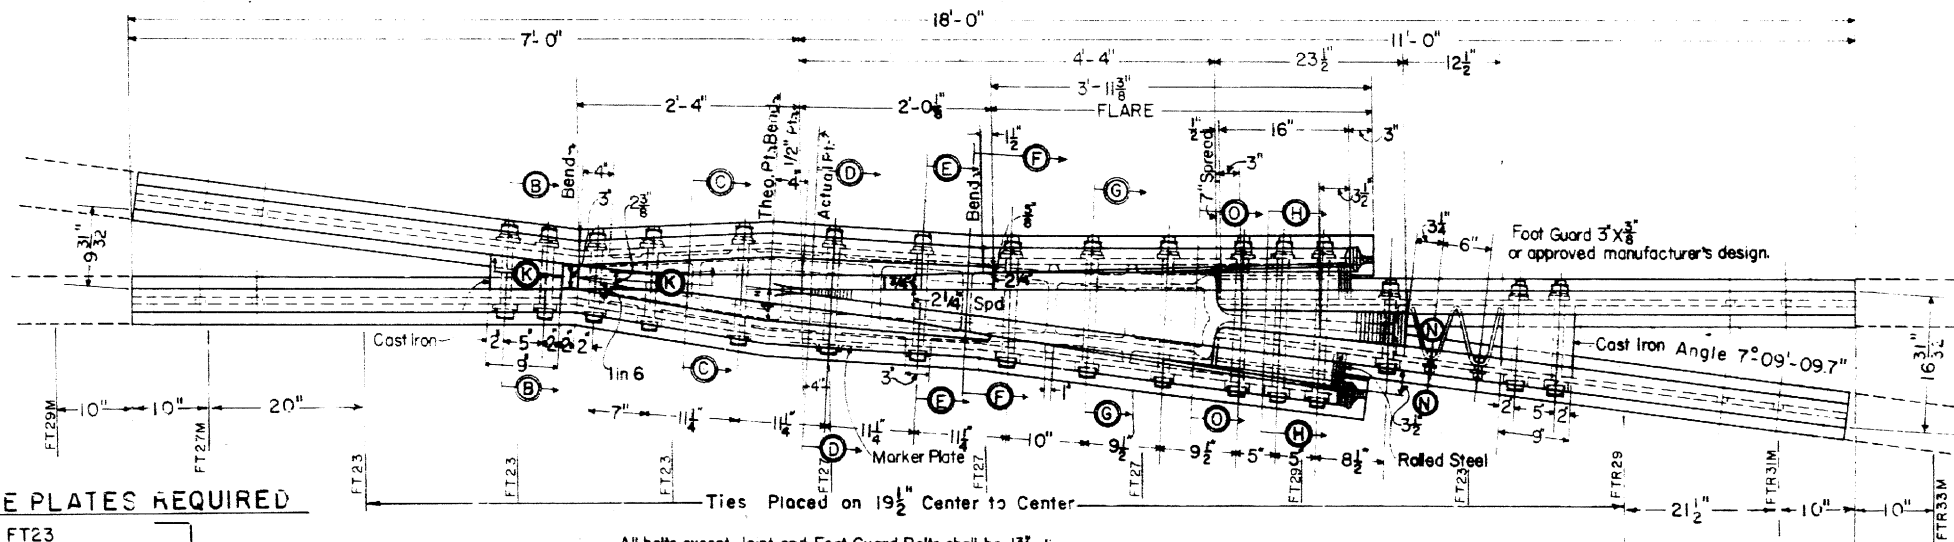 18'-0"
7'-0"
11'-0"
4'-4"
23½"
12½"
3'-11⅜"
2'-4"
2'-0⅛"
FLARE
½"
16"
3"
1½"
Bend
4"
Theo. Pt.&Bend
½" Pt.
4"
Actual Pt.
Bend
7" Spread
3"
3½"
B
C
D
E
F
G
O
H
3"
2⅜"
3¼"
6"
Foot Guard 3" X ⅜"
or approved manufacturer's design.
9 31/32"
K
K
2¼"
2¼"
Spd
N
Cast Iron
2"
5"
2"
2"
2"
9"
1 in 6
Cast Iron
Angle 7°09'-09.7"
16 31/32"
B
C
4"
3"
1"
E
F
G
O
H
N
3½"
2"
5"
2"
9"
10"
10"
20"
7"
11¼"
11¼"
11¼"
11¼"
10"
9½"
9½"
5"
5"
8½"
D
Marker Plate
Rolled Steel
FT29M
FT27M
FT23
FT23
FT23
FT27
FT27
FT27
FT29
FT23
FTR29
FTR31M
FTR33M
Ties Placed on 19½" Center to Center
21½"
10"
10"
E PLATES REQUIRED
FT23